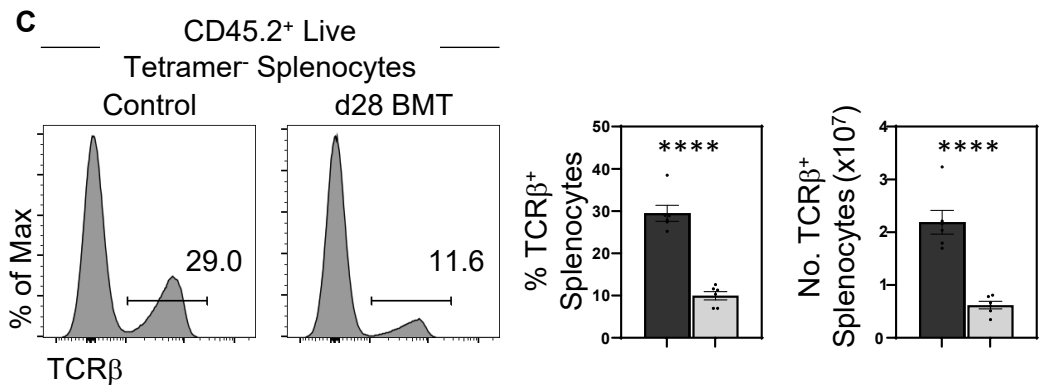 C
CD45.2⁺ Live
Tetramer⁻ Splenocytes
Control
d28 BMT
% of Max
29.0
11.6
TCRβ
% TCRβ⁺
Splenocytes
50
40
30
20
10
0
****
No. TCRβ⁺
Splenocytes (x10⁷)
4
3
2
1
0
****